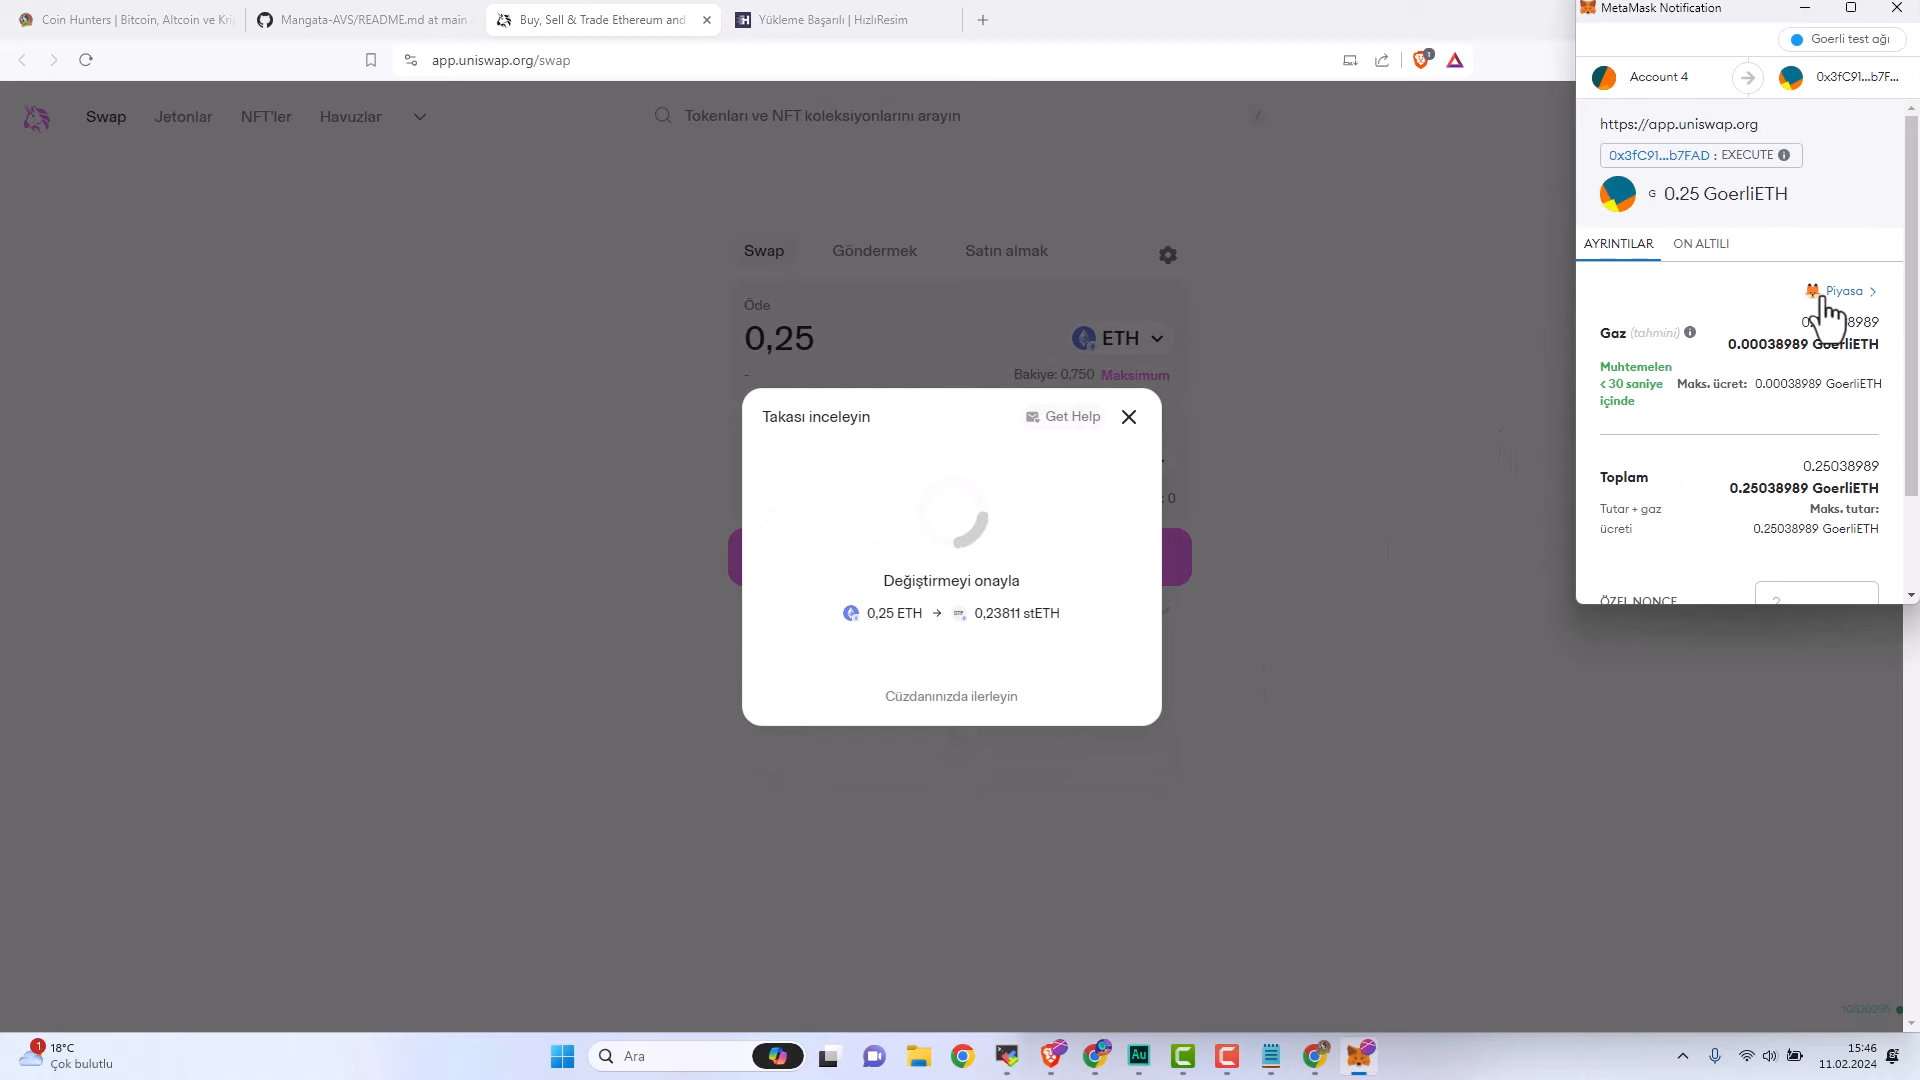 Coin Hunters | Bitcoin, Altcoin ve Kri
Mangata-AVS/README.md at main
Buy, Sell & Trade Ethereum and
Yükleme Başarılı | HızlıResim
app.uniswap.org/swap
Swap
Jetonlar
NFT'ler
Havuzlar
Tokenları ve NFT koleksiyonlarını arayın
/
Swap
Göndermek
Satın almak
Öde
0,25
ETH
-
Bakiye: 0,750 Maksimum
Takası inceleyin
Get Help
: 0
Değiştirmeyi onayla
0,25 ETH → 0,23811 stETH
Cüzdanınızda ilerleyin
MetaMask Notification
Goerli test ağı
Account 4
0x3fC91...b7F...
https://app.uniswap.org
0x3fC91...b7FAD : EXECUTE
G 0.25 GoerliETH
AYRINTILAR
ON ALTILI
Piyasa >
Gaz (tahmini)
0.00038989 GoerliETH
Muhtemelen
< 30 saniye
içinde
Maks. ücret: 0.00038989 GoerliETH
Toplam
0.25038989
0.25038989 GoerliETH
Tutar + gaz
ücreti
Maks. tutar:
0.25038989 GoerliETH
ÖZEL NONCE
2
10520295
1
18°C
Çok bulutlu
Ara
Au
15:46
11.02.2024